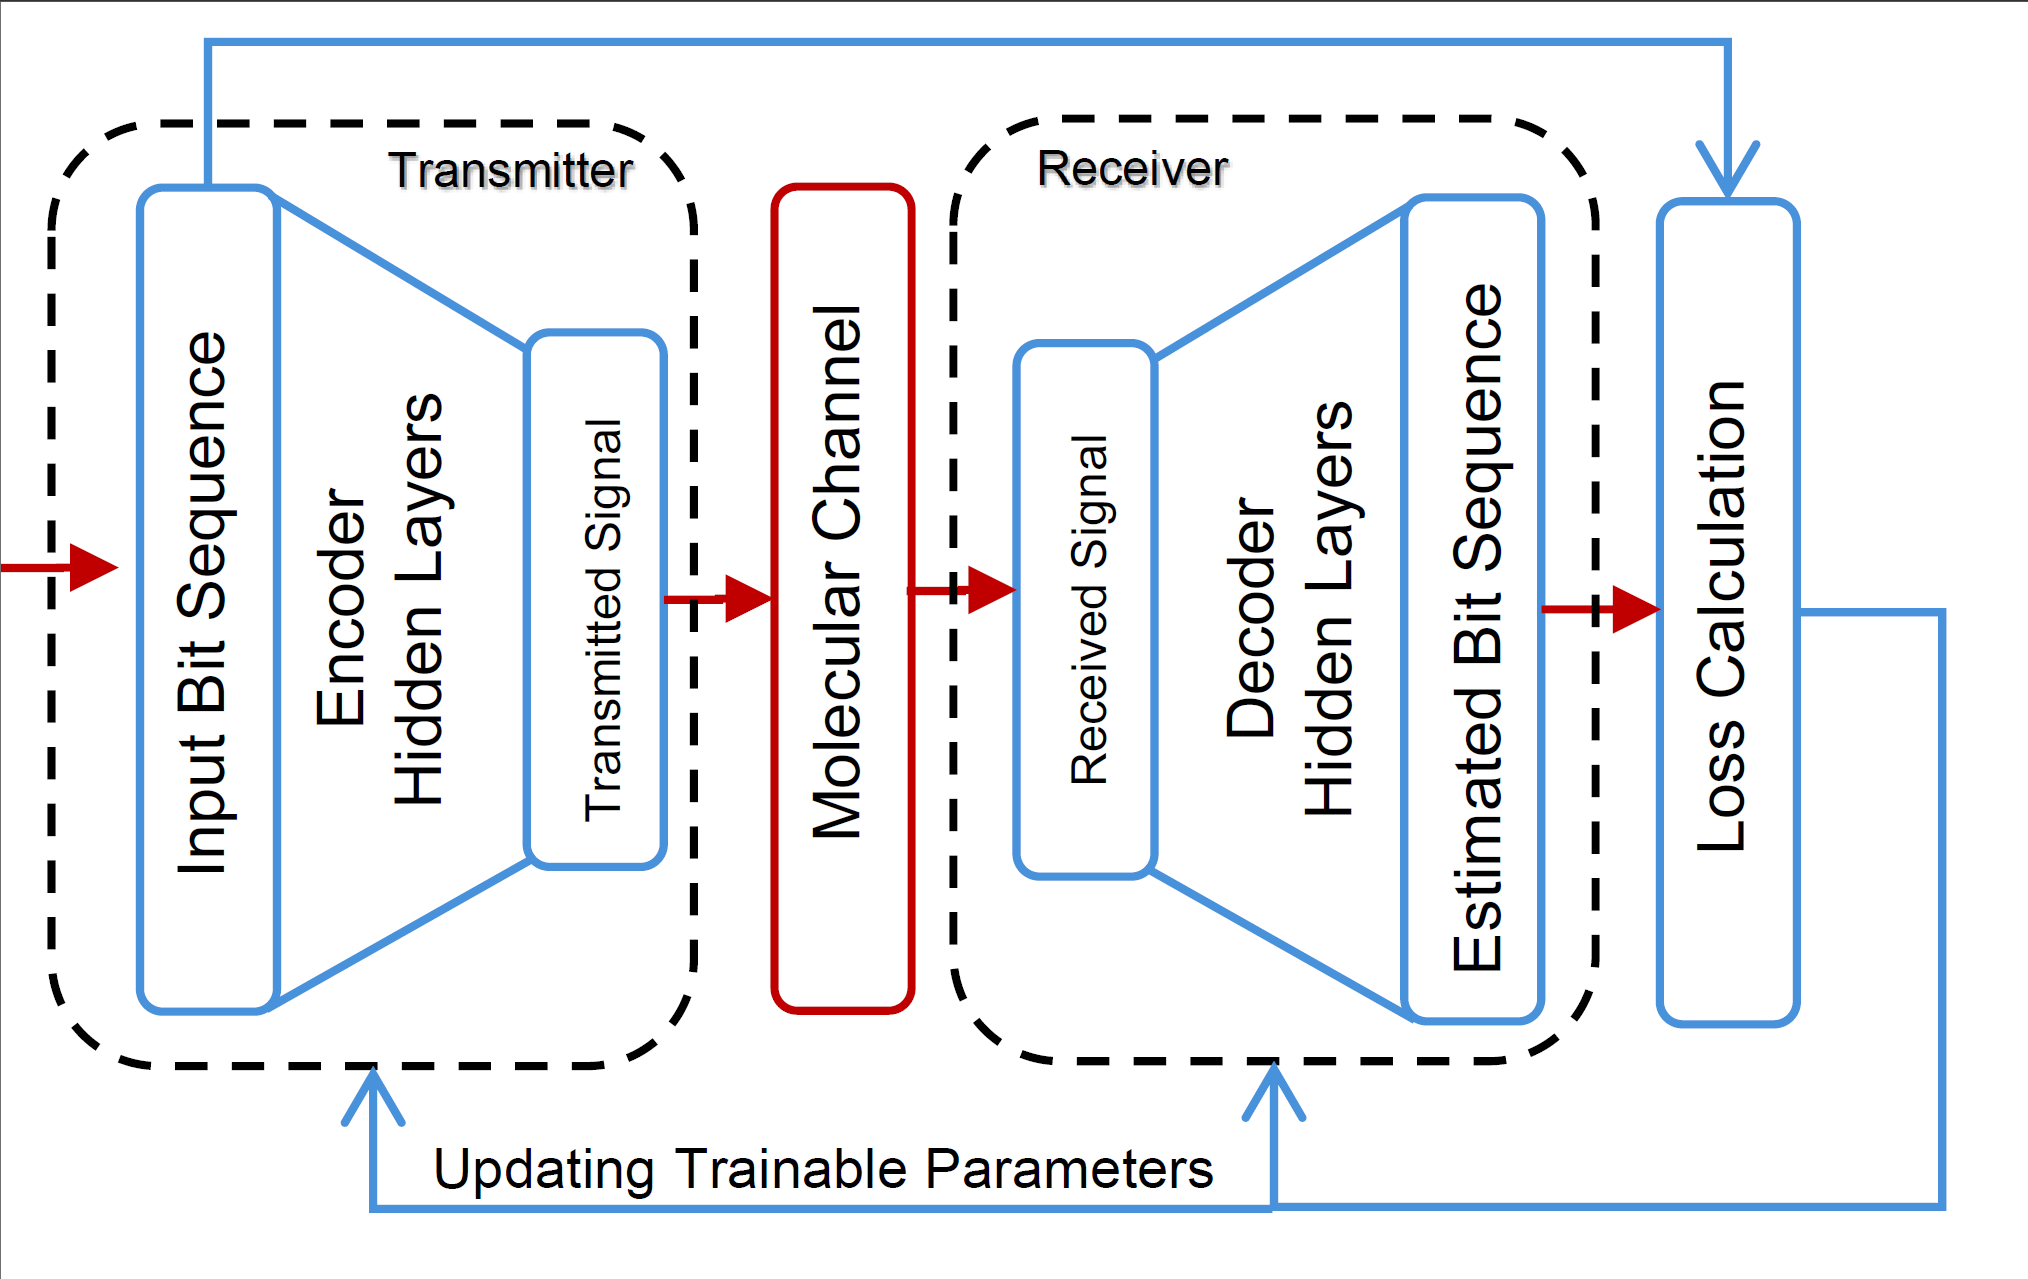 Transmitter
Input Bit Sequence
Encoder
Hidden Layers
Transmitted Signal
Molecular Channel
Receiver
Received Signal
Decoder
Hidden Layers
Estimated Bit Sequence
Loss Calculation
Updating Trainable Parameters